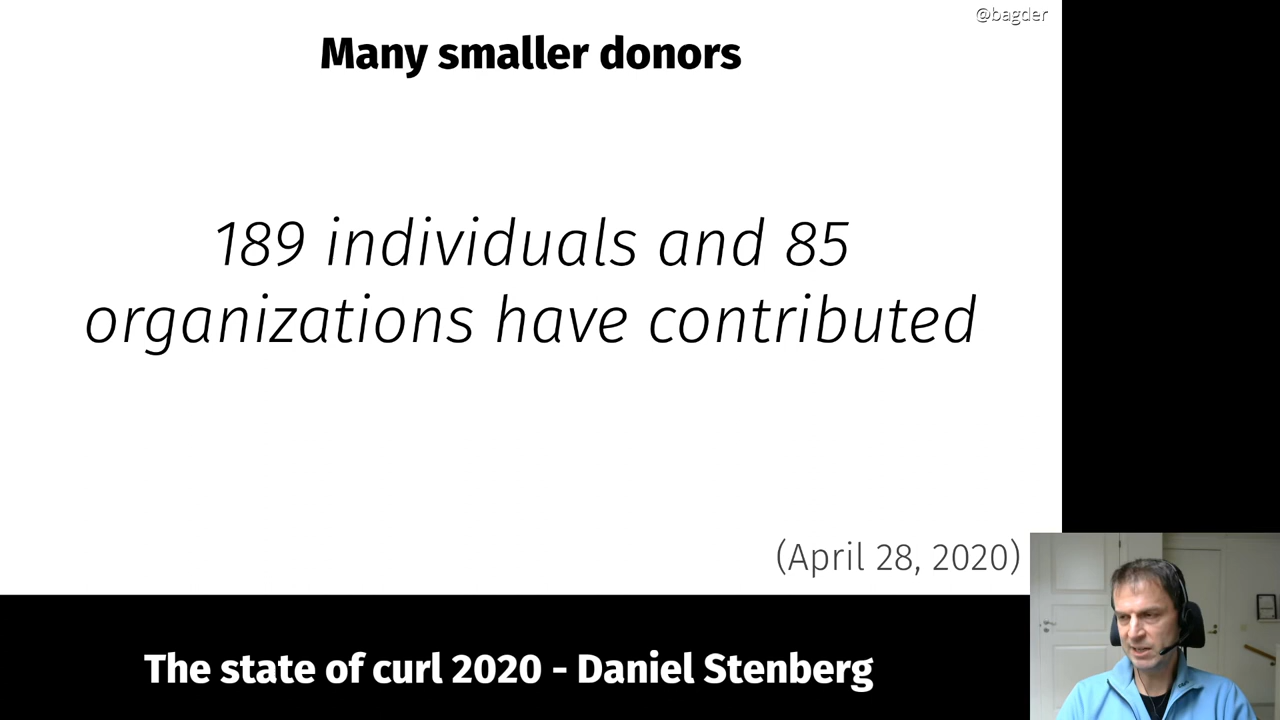 @bagder
Many smaller donors
189 individuals and 85
organizations have contributed
(April 28, 2020)
The state of curl 2020 - Daniel Stenberg